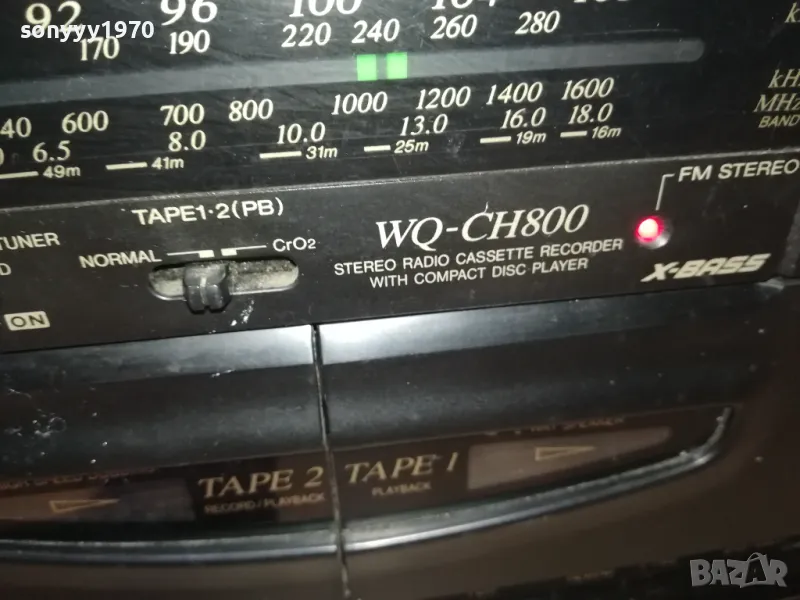 sonyyy1970
92 96 100 104
170 190 220 240 260 280
600 700 800 1000 1200 1400 1600 kHz
6.5 8.0 10.0 13.0 16.0 18.0 MHz
49m 41m 31m 25m 19m 16m BAND
FM STEREO
TAPE1·2(PB)
TUNER
NORMAL CrO2
WQ-CH800
STEREO RADIO CASSETTE RECORDER
WITH COMPACT DISC PLAYER
X-BASS
ON
TAPE 2 TAPE 1
RECORD/PLAYBACK PLAYBACK
BAZAR